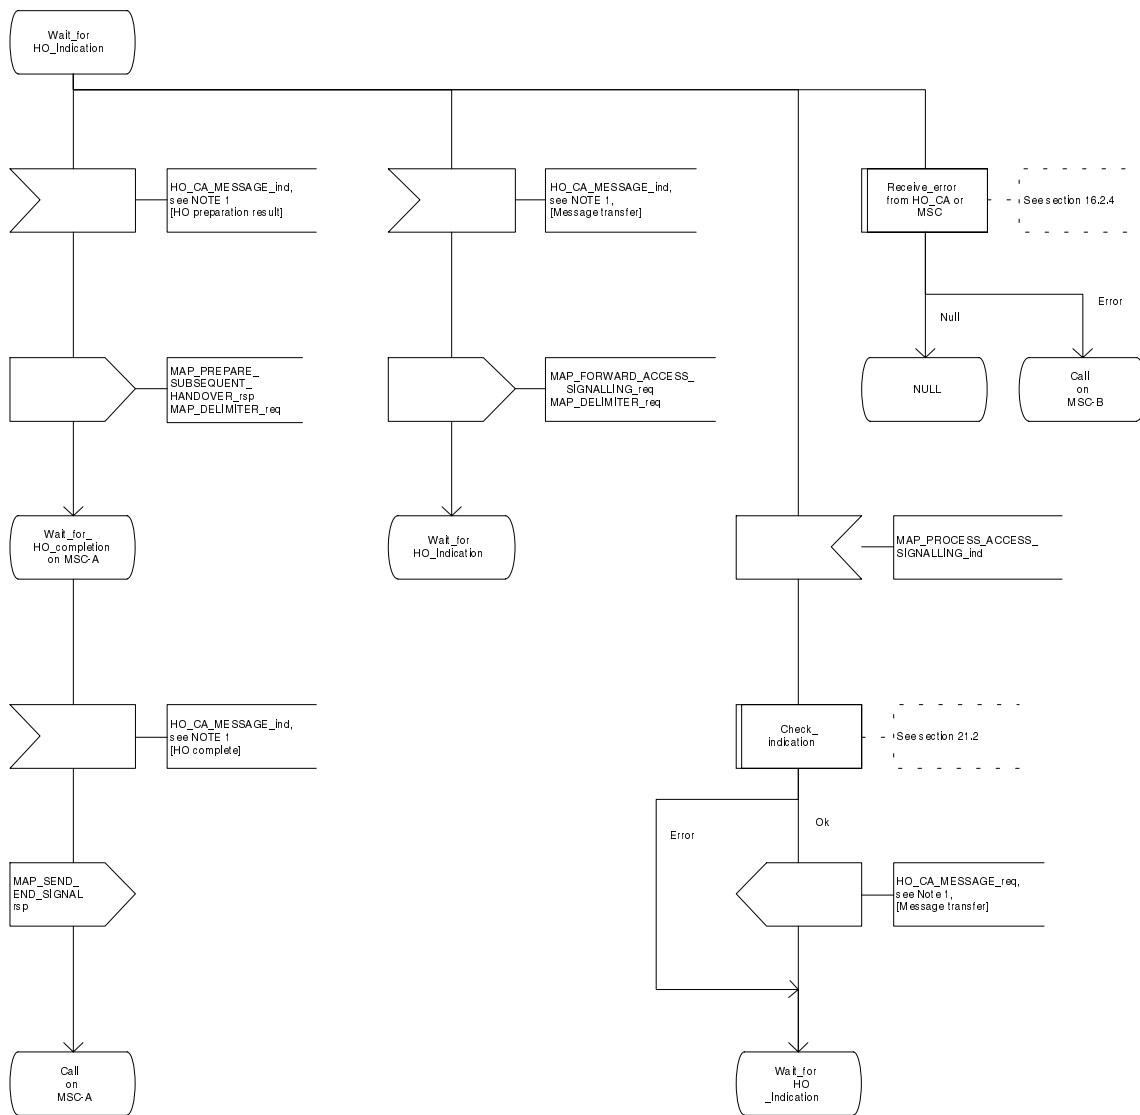 Wait_for
HO_Indication
HO_CA_MESSAGE_ind,
see NOTE 1
[HO preparation result]
HO_CA_MESSAGE_ind,
see NOTE 1,
[Message transfer]
Receive_error
from HO_CA or
MSC
See section 16.2.4
Null
Error
MAP_PREPARE_
SUBSEQUENT_
HANDOVER_rsp
MAP_DELIMITER_req
MAP_FORWARD_ACCESS_
SIGNALLING_req
MAP_DELIMITER_req
NULL
Call
on
MSC-B
Wait_for_
HO_completion
on MSC-A
Wait_for
HO_Indication
MAP_PROCESS_ACCESS_
SIGNALLING_ind
HO_CA_MESSAGE_ind,
see NOTE 1
[HO complete]
Check_
indication
See section 21.2
Error
Ok
MAP_SEND_
END_SIGNAL
rsp
HO_CA_MESSAGE_req,
see Note 1,
[Message transfer]
Call
on
MSC-A
Wait_for
HO
_Indication